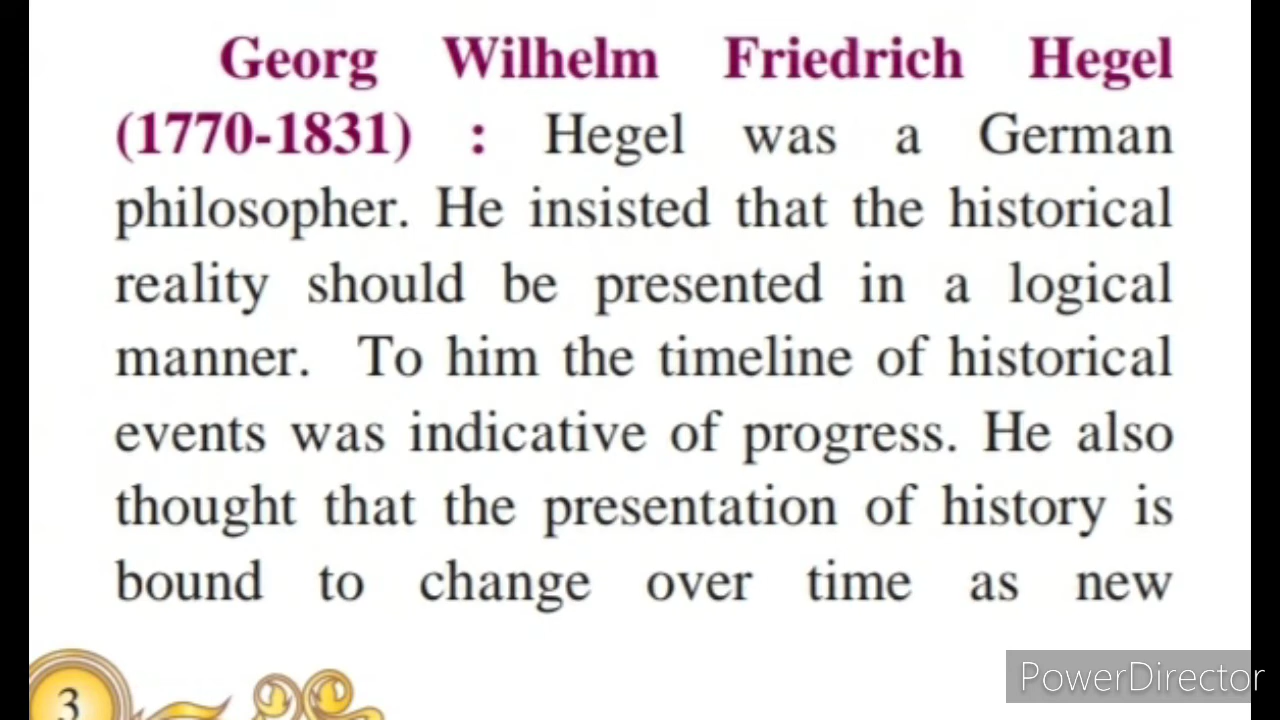 Georg Wilhelm Friedrich Hegel
(1770-1831) : Hegel was a German
philosopher. He insisted that the historical
reality should be presented in a logical
manner. To him the timeline of historical
events was indicative of progress. He also
thought that the presentation of history is
bound to change over time as new
3
PowerDirector